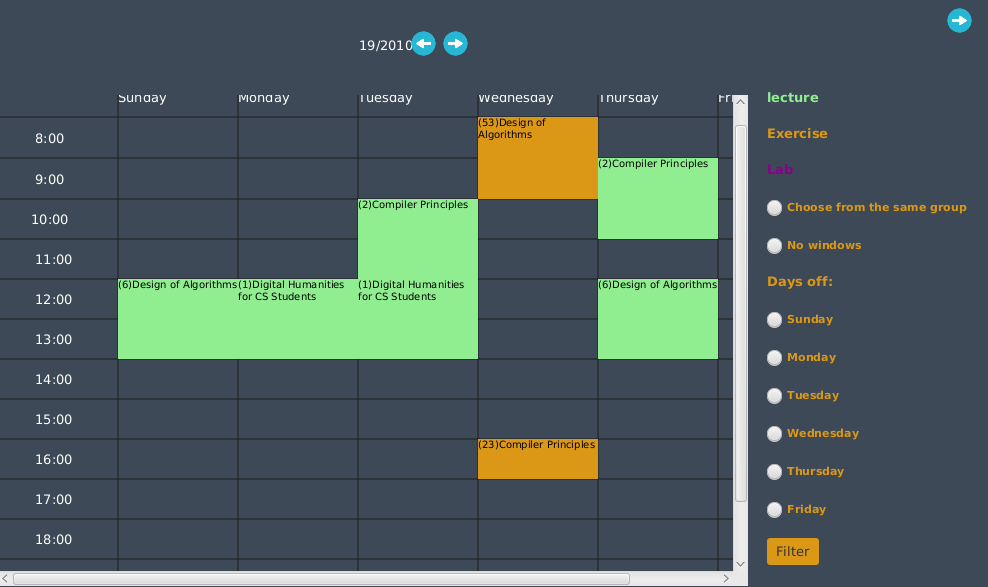 19/2010
Sunday Monday Tuesday Wednesday Thursday Fr
8:00
9:00
10:00
11:00
12:00
13:00
14:00
15:00
16:00
17:00
18:00
(53)Design of
Algorithms
(2)Compiler Principles
(2)Compiler Principles
(6)Design of Algorithms
(1)Digital Humanities
for CS Students
(1)Digital Humanities
for CS Students
(6)Design of Algorithms
(23)Compiler Principles
lecture
Exercise
Lab
Choose from the same group
No windows
Days off:
Sunday
Monday
Tuesday
Wednesday
Thursday
Friday
Filter